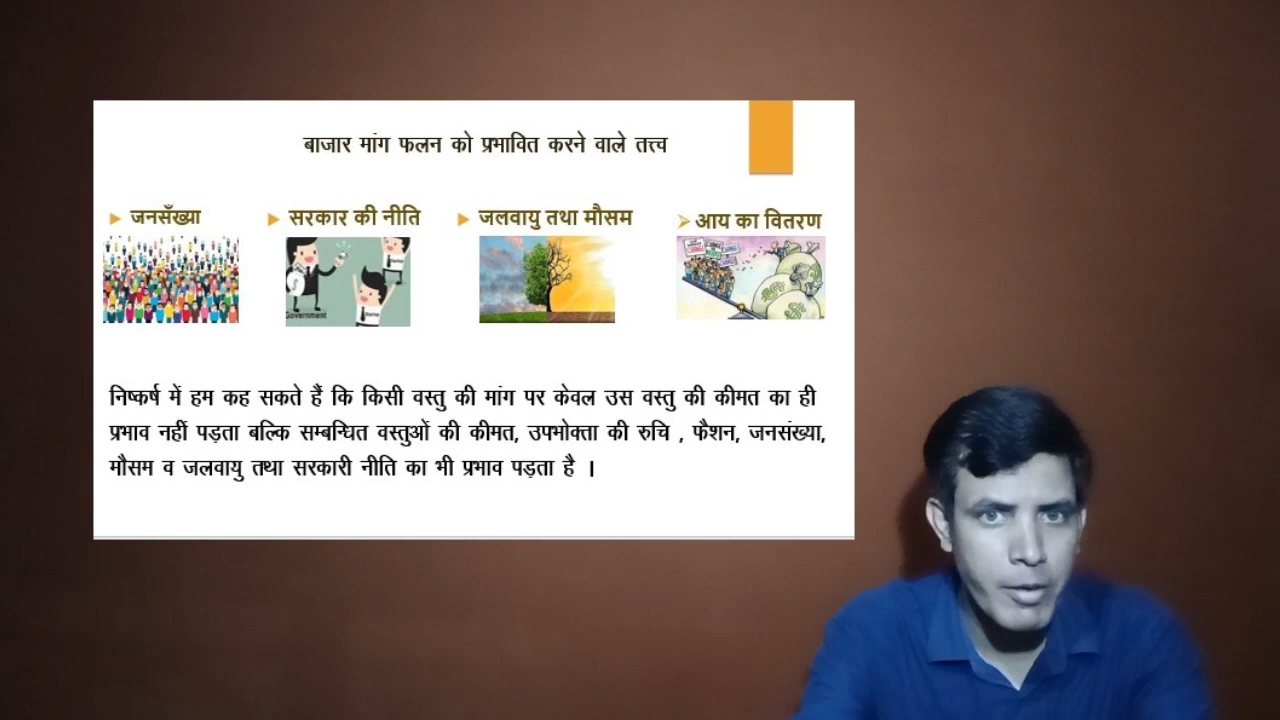 बाजार मांग फलन को प्रभावित करने वाले तत्त्व
जनसँख्या
सरकार की नीति
जलवायु तथा मौसम
आय का वितरण
Government
निष्कर्ष में हम कह सकते हैं कि किसी वस्तु की मांग पर केवल उस वस्तु की कीमत का ही
प्रभाव नहीं पड़ता बल्कि सम्बन्धित वस्तुओं की कीमत, उपभोक्ता की रुचि , फैशन, जनसंख्या,
मौसम व जलवायु तथा सरकारी नीति का भी प्रभाव पड़ता है ।